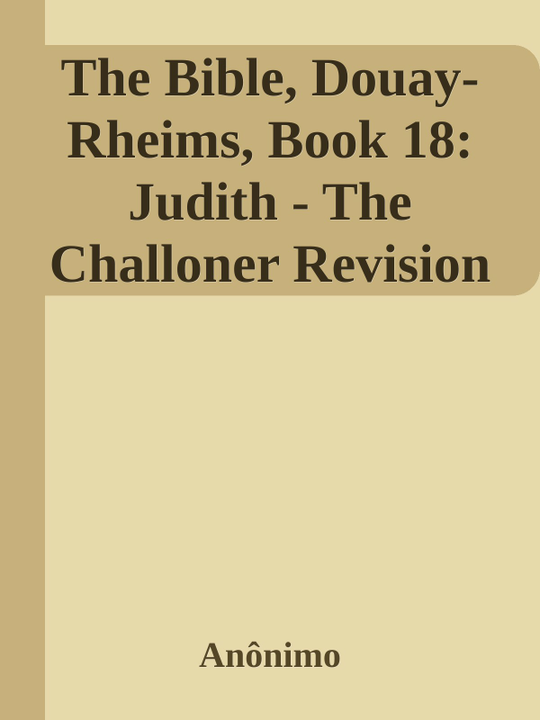 The Bible, Douay-
Rheims, Book 18:
Judith - The
Challoner Revision
Anônimo